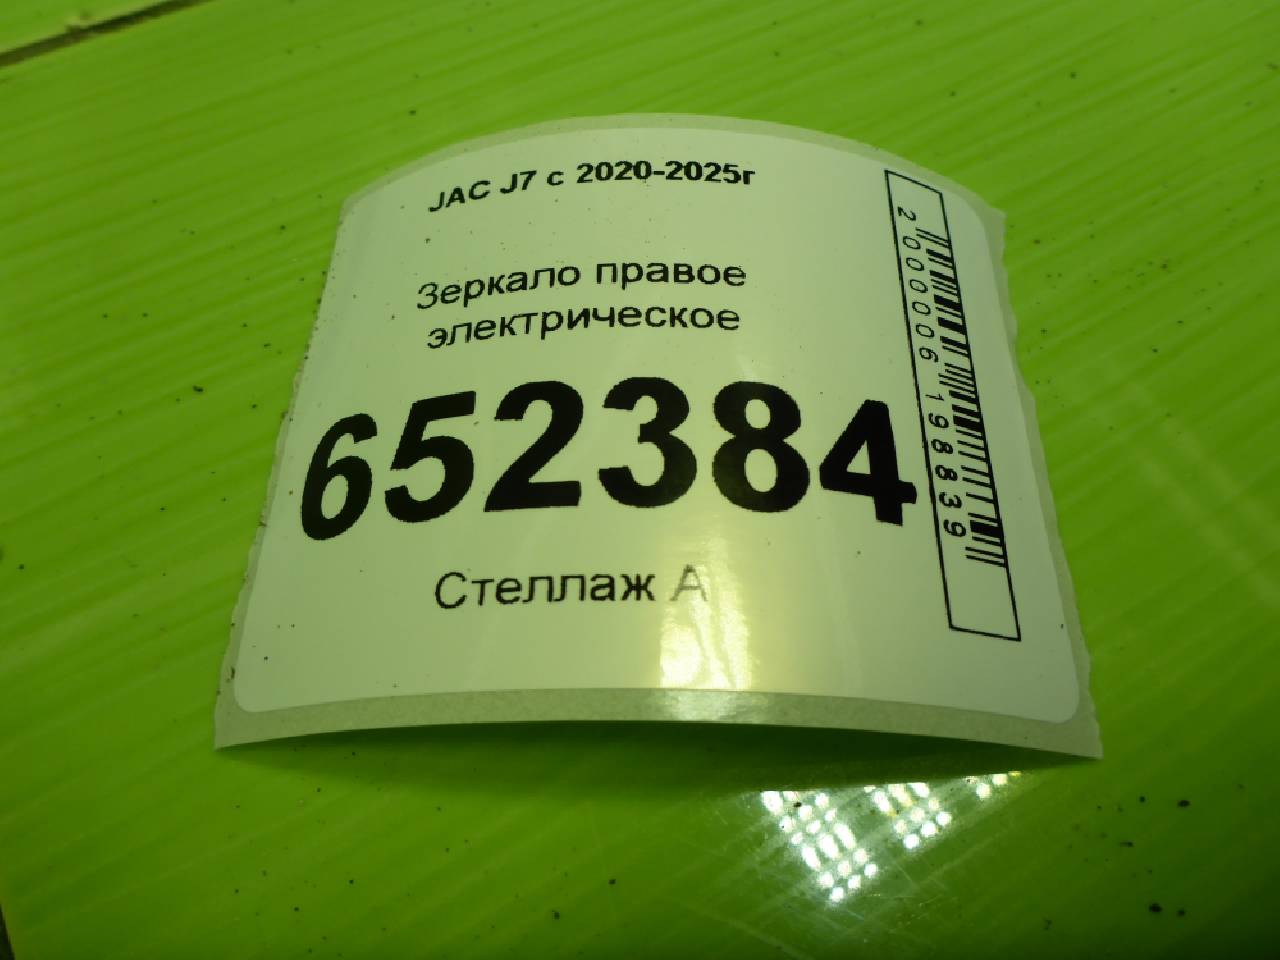 JAC J7 с 2020-2025г
Зеркало правое
электрическое
652384
Стеллаж А
2000006198839